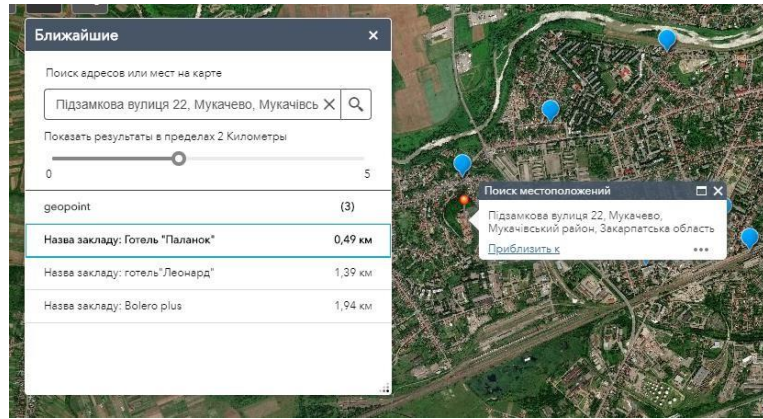 Ближайшие
Поиск адресов или мест на карте
Підзамкова вулиця 22, Мукачево, Мукачівсь
Показать результаты в пределах 2 Километры
0 5
geopoint (3)
Назва закладу: Готель "Паланок" 0,49 км
Назва закладу: готель"Леонард" 1,39 км
Назва закладу: Bolero plus 1,94 км
Поиск местоположений
Підзамкова вулиця 22, Мукачево,
Мукачівський район, Закарпатська область
Приблизить к